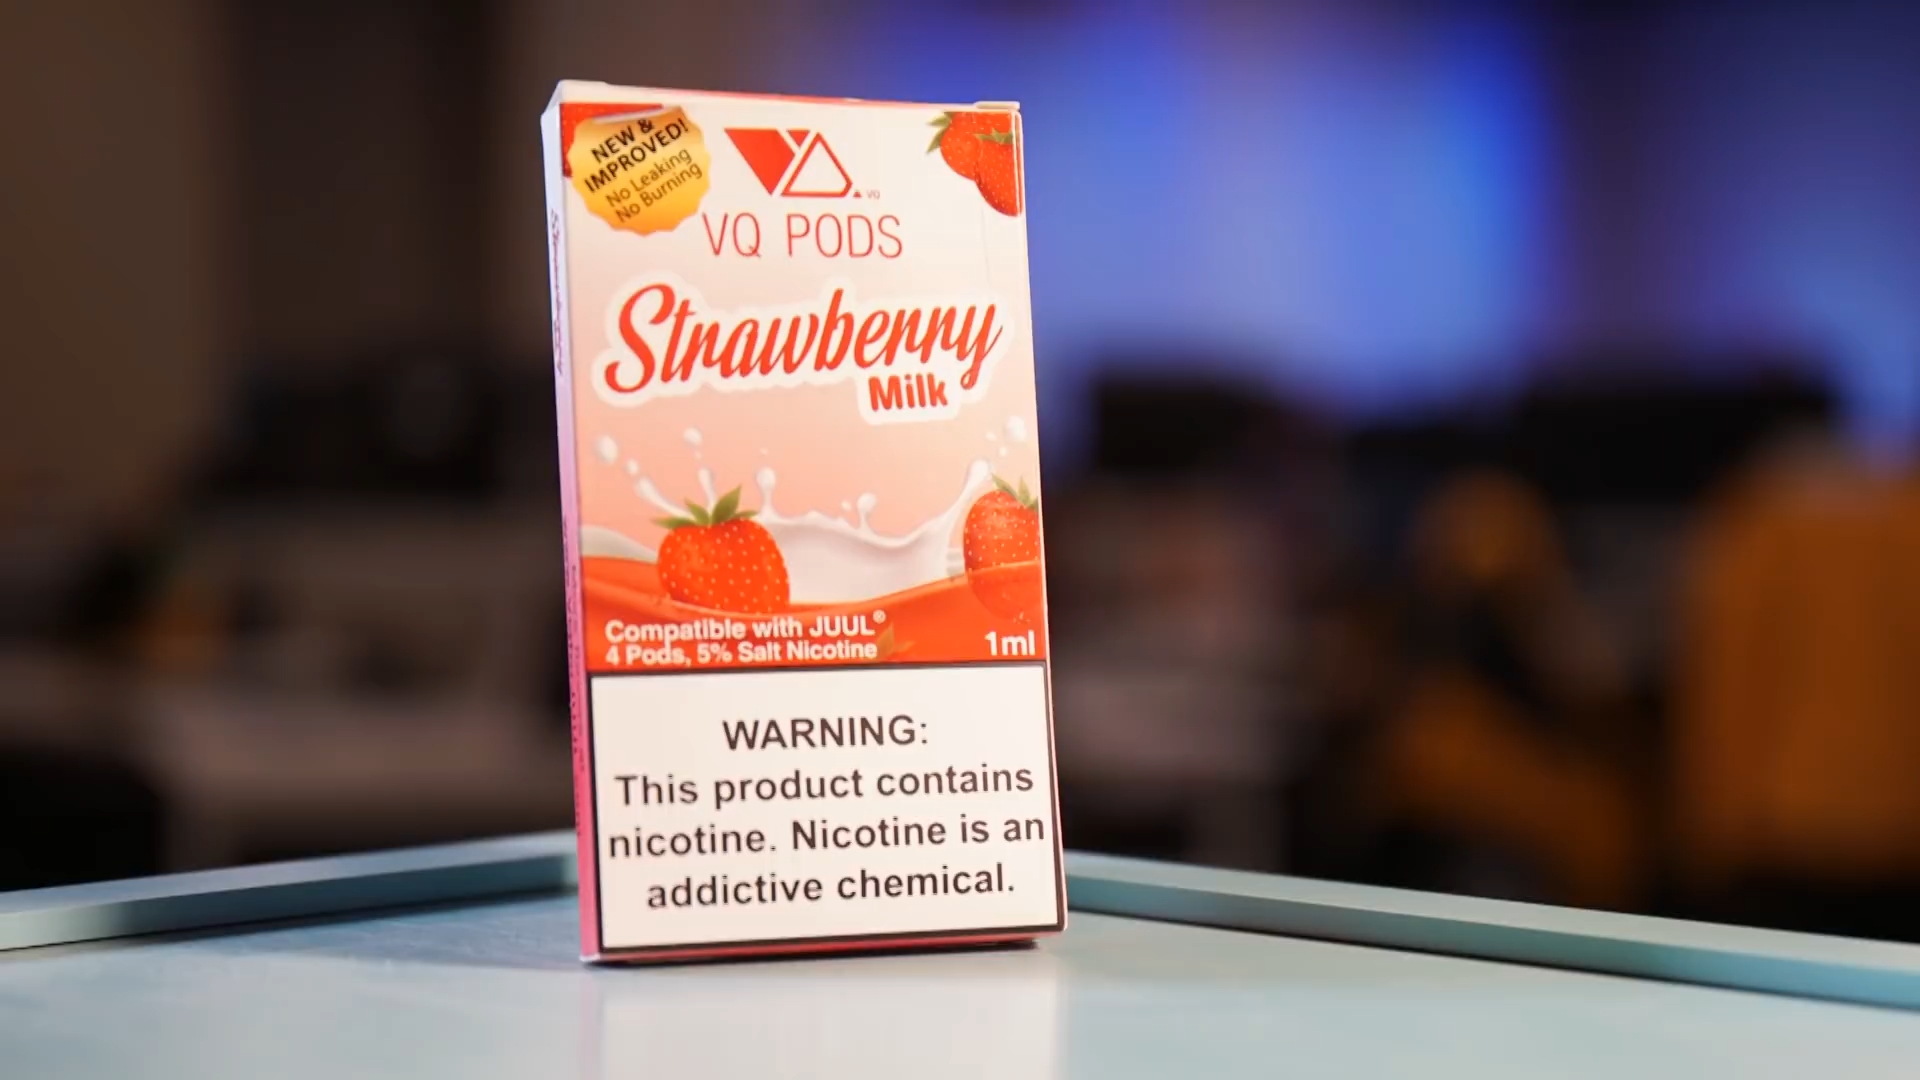 NEW &
IMPROVED!
No Leaking
No Burning
VQ
VQ PODS
Strawberry
Milk
Compatible with JUUL®
4 Pods, 5% Salt Nicotine
1ml
WARNING:
This product contains
nicotine. Nicotine is an
addictive chemical.